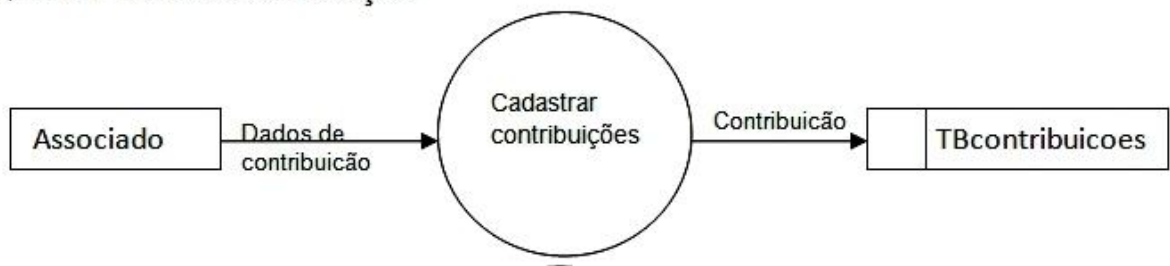 Associado
Dados de
contribuicão
Cadastrar
contribuições
Contribuicão
TBcontribuicoes